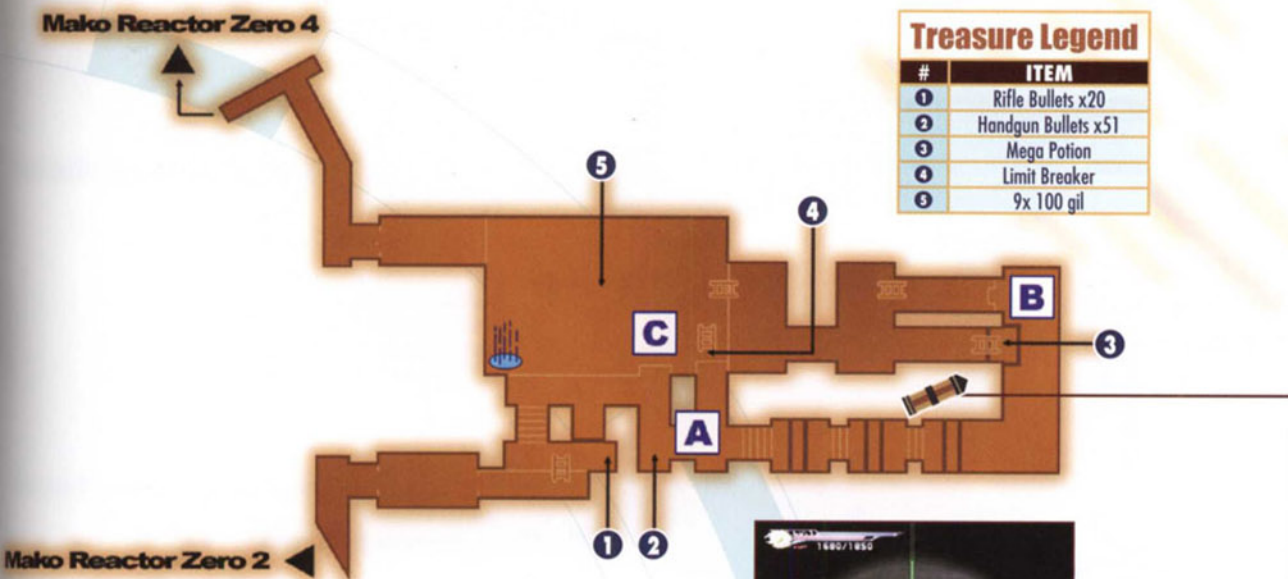 Mako Reactor Zero 4
Treasure Legend
# ITEM
1 Rifle Bullets x20
2 Handgun Bullets x51
3 Mega Potion
4 Limit Breaker
5 9x 100 gil
5
4
B
C
3
A
1
2
Mako Reactor Zero 2
1680/1850